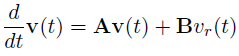 d/dt v(t) = Av(t) + Bv_r(t)